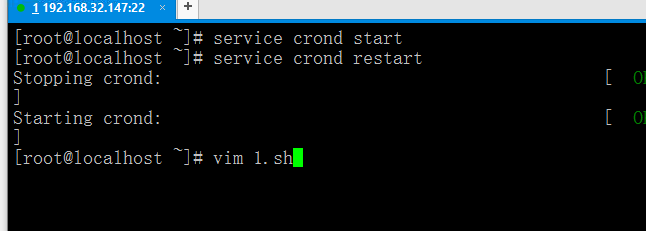 1 192.168.32.147:22 × +
[root@localhost ~]# service crond start
[root@localhost ~]# service crond restart
Stopping crond: [ O
]
Starting crond: [ O
]
[root@localhost ~]# vim 1.sh